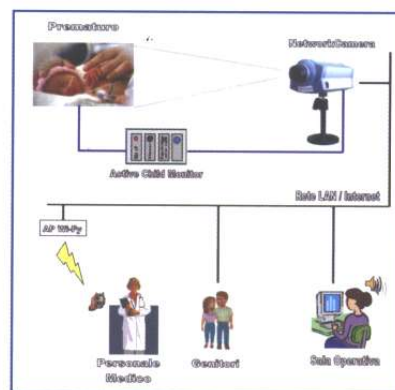 Prematuro
NetworkCamera
Active Child Monitor
Rete LAN / Internet
AP Wi-Fy
Personale
Medico
Genitori
Sala Operativa